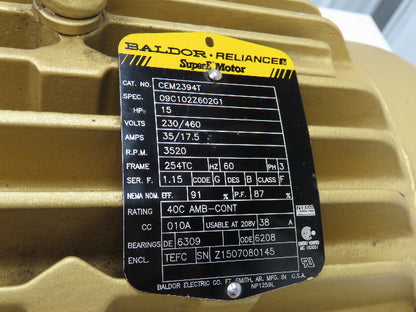 BALDOR · RELIANCE
SuperE Motor
CAT. NO. CEM2394T
SPEC. 09C102Z602G1
HP 15
VOLTS 230/460
AMPS 35/17.5
R.P.M. 3520
FRAME 254TC HZ 60 PH 3
SER. F. 1.15 CODE G DES B CLASS F
NEMA NOM. EFF. 91 % P.F. 87 %
RATING 40C AMB-CONT
CC 010A USABLE AT 208V 38 A
BEARINGS DE 6309 ODE 6208
ENCL. TEFC SN Z1507080145
BALDOR ELECTRIC CO. FT. SMITH, AR. MFG. IN U.S.A.
NP1259L